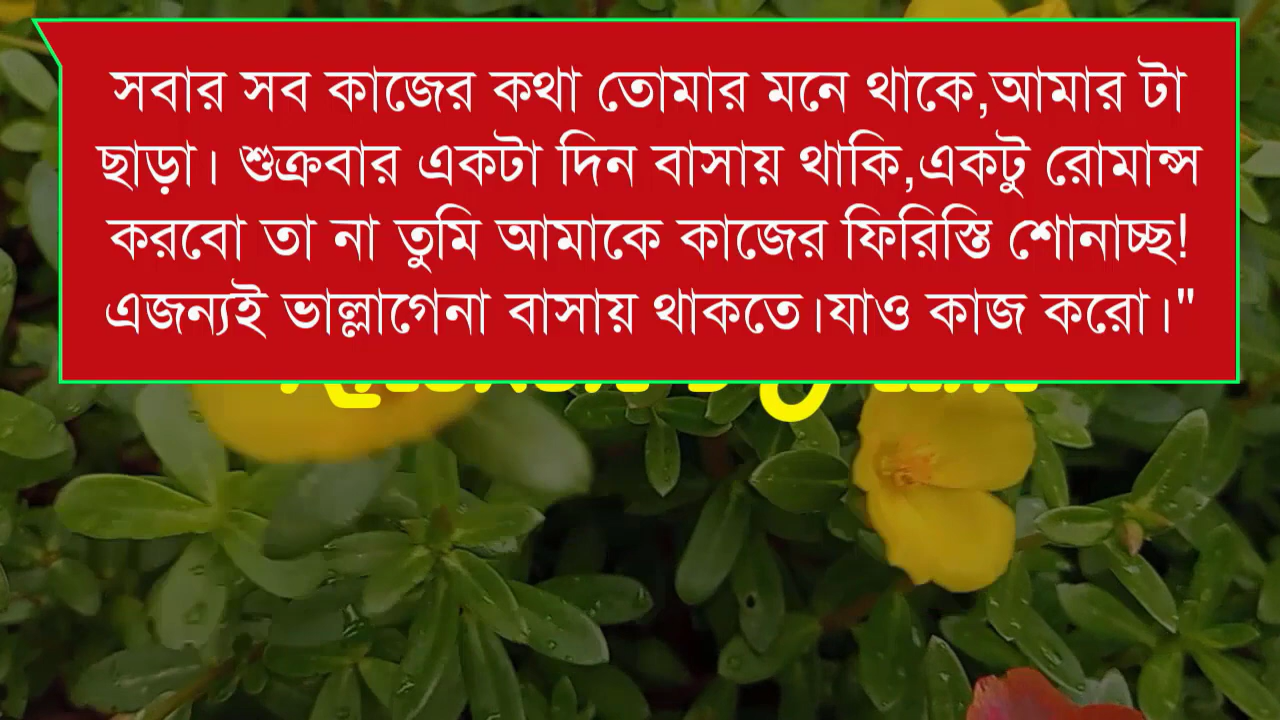 সবার সব কাজের কথা তোমার মনে থাকে,আমার টা
ছাড়া। শুক্রবার একটা দিন বাসায় থাকি,একটু রোমান্স
করবো তা না তুমি আমাকে কাজের ফিরিস্তি শোনাচ্ছ!
এজন্যই ভাল্লাগেনা বাসায় থাকতে।যাও কাজ করো।"